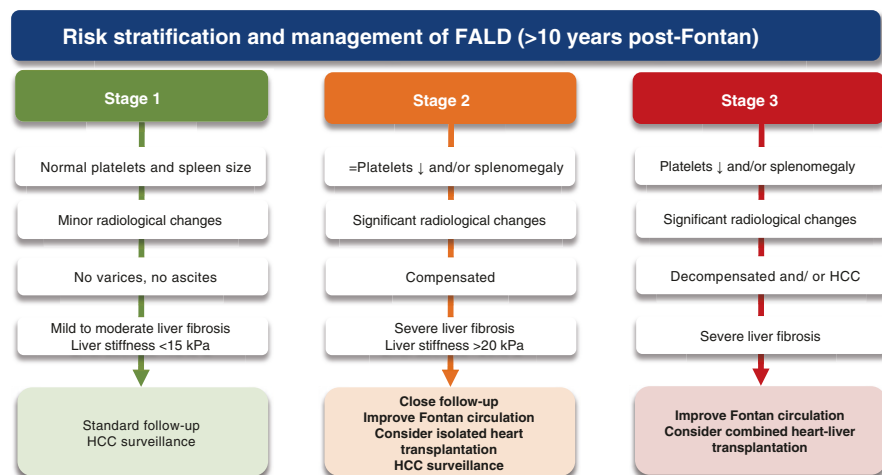 Risk stratification and management of FALD (>10 years post-Fontan)
Stage 1
Normal platelets and spleen size
Minor radiological changes
No varices, no ascites
Mild to moderate liver fibrosis
Liver stiffness <15 kPa
Standard follow-up
HCC surveillance
Stage 2
=Platelets ↓ and/or splenomegaly
Significant radiological changes
Compensated
Severe liver fibrosis
Liver stiffness >20 kPa
Close follow-up
Improve Fontan circulation
Consider isolated heart
transplantation
HCC surveillance
Stage 3
Platelets ↓ and/or splenomegaly
Significant radiological changes
Decompensated and/ or HCC
Severe liver fibrosis
Improve Fontan circulation
Consider combined heart-liver
transplantation